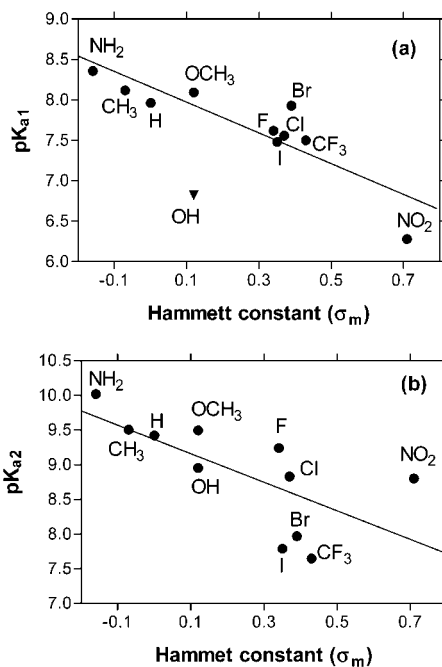 (a)
pKa1
9.0
8.5
8.0
7.5
7.0
6.5
6.0
NH2
CH3
H
OCH3
OH
F
I
Cl
Br
CF3
NO2
-0.1 0.1 0.3 0.5 0.7
Hammett constant (σm)
(b)
pKa2
10.5
10.0
9.5
9.0
8.5
8.0
7.5
7.0
NH2
CH3
H
OCH3
OH
F
Cl
Br
I
CF3
NO2
-0.1 0.1 0.3 0.5 0.7
Hammet constant (σm)